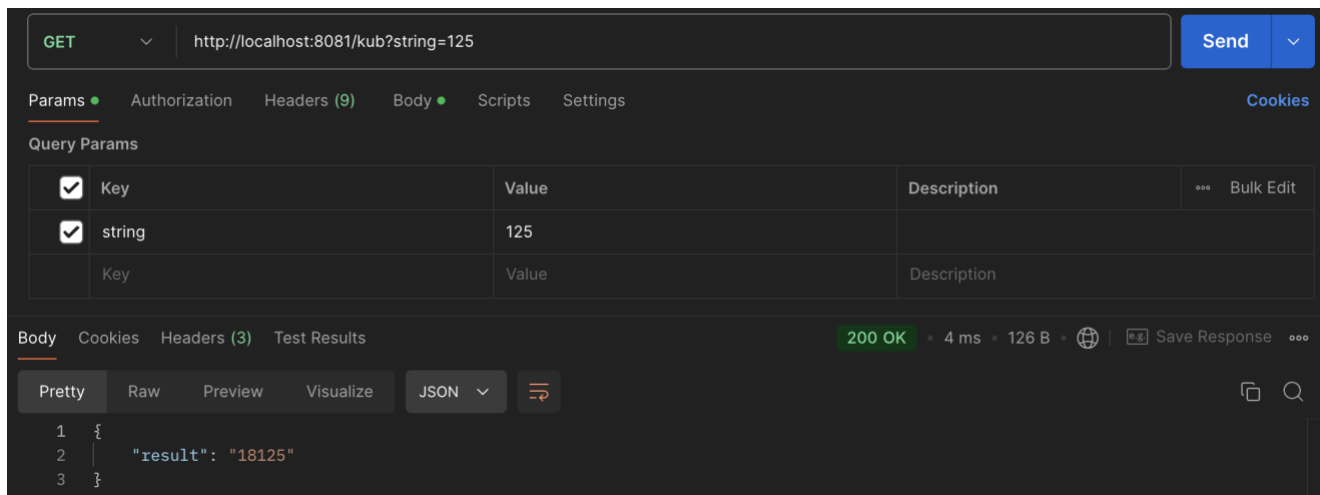 GET http://localhost:8081/kub?string=125 Send
Params Authorization Headers (9) Body Scripts Settings Cookies
Query Params
Key Value Description Bulk Edit
string 125
Key Value Description
Body Cookies Headers (3) Test Results 200 OK 4 ms 126 B e.g. Save Response
Pretty Raw Preview Visualize JSON
1 {
2 "result": "18125"
3 }